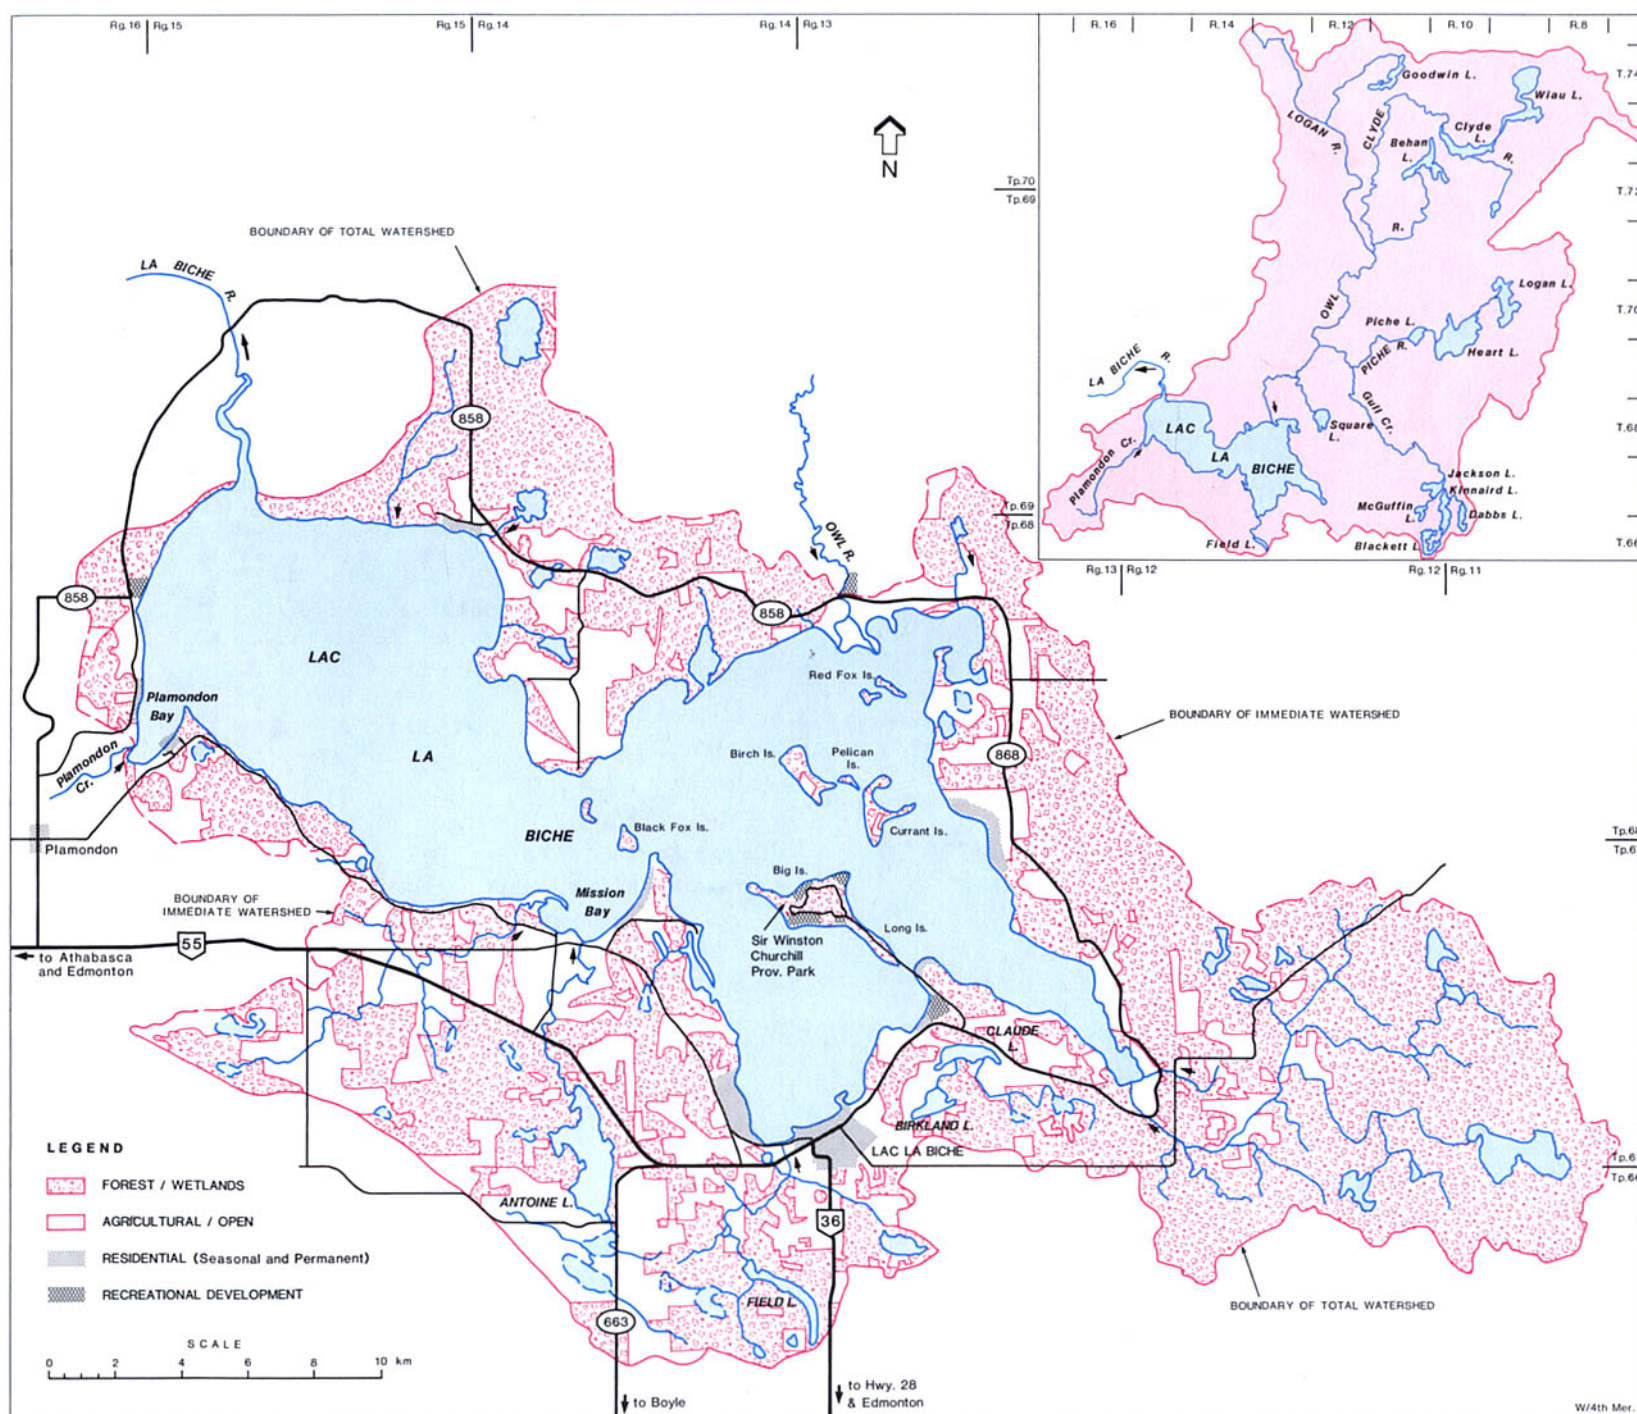 Rg.16 Rg.15
Rg.15 Rg.14
Rg.14 Rg.13
R.16
R.14
R.12
R.10
R.8
T.74
Goodwin L.
Wiau L.
LOGAN R.
CLYDE
Clyde
L.
Behan
L.
R.
T.72
R.
OWL
Logan L.
Piche L.
T.70
PICHE R.
Heart L.
LA BICHE R.
Gull Cr.
LAC
LA
BICHE
Square
L.
T.68
Plamondon Cr.
Jackson L.
Kinnaird L.
McGuffin
L.
Dabbs L.
Field L.
Blackett L.
T.66
Rg.13 Rg.12
Rg.12 Rg.11
N
Tp.70
Tp.69
BOUNDARY OF TOTAL WATERSHED
LA BICHE R.
858
Tp.69
Tp.68
OWL R.
858
858
LAC
Red Fox Is.
Plamondon
Bay
BOUNDARY OF IMMEDIATE WATERSHED
Plamondon
Cr.
LA
Birch Is.
Pelican
Is.
868
BICHE
Black Fox Is.
Currant Is.
Plamondon
Tp.68
Big Is.
BOUNDARY OF
IMMEDIATE WATERSHED
Mission
Bay
Long Is.
Sir Winston
Churchill
Prov. Park
55
to Athabasca
and Edmonton
CLAUDE
L.
BIRKLAND L.
LAC LA BICHE
LEGEND
FOREST / WETLANDS
AGRICULTURAL / OPEN
RESIDENTIAL (Seasonal and Permanent)
RECREATIONAL DEVELOPMENT
ANTOINE L.
36
FIELD L.
663
BOUNDARY OF TOTAL WATERSHED
SCALE
0 2 4 6 8 10 km
to Boyle
to Hwy. 28
& Edmonton
W/4th Mer.